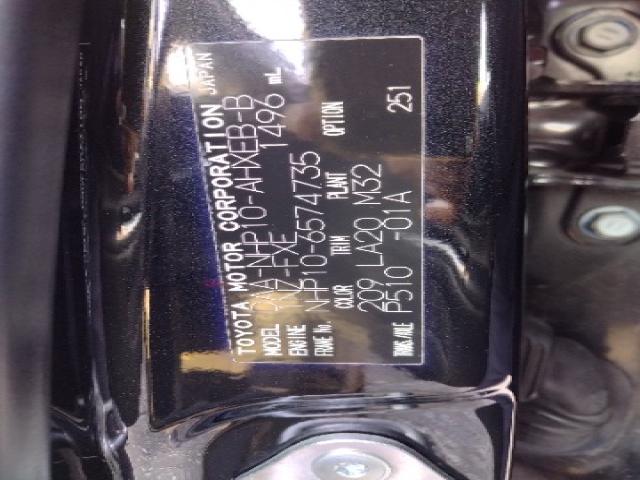 TOYOTA MOTOR CORPORATION JAPAN
MODEL DAA-NHP10-AHXEB-B
ENGINE 1NZ-FXE 1496 mL
FRAME No. NHP10-6574735
COLOR TRIM PLANT OPTION
209 LA20 M32
TRANS./AXLE P510 -01A 251